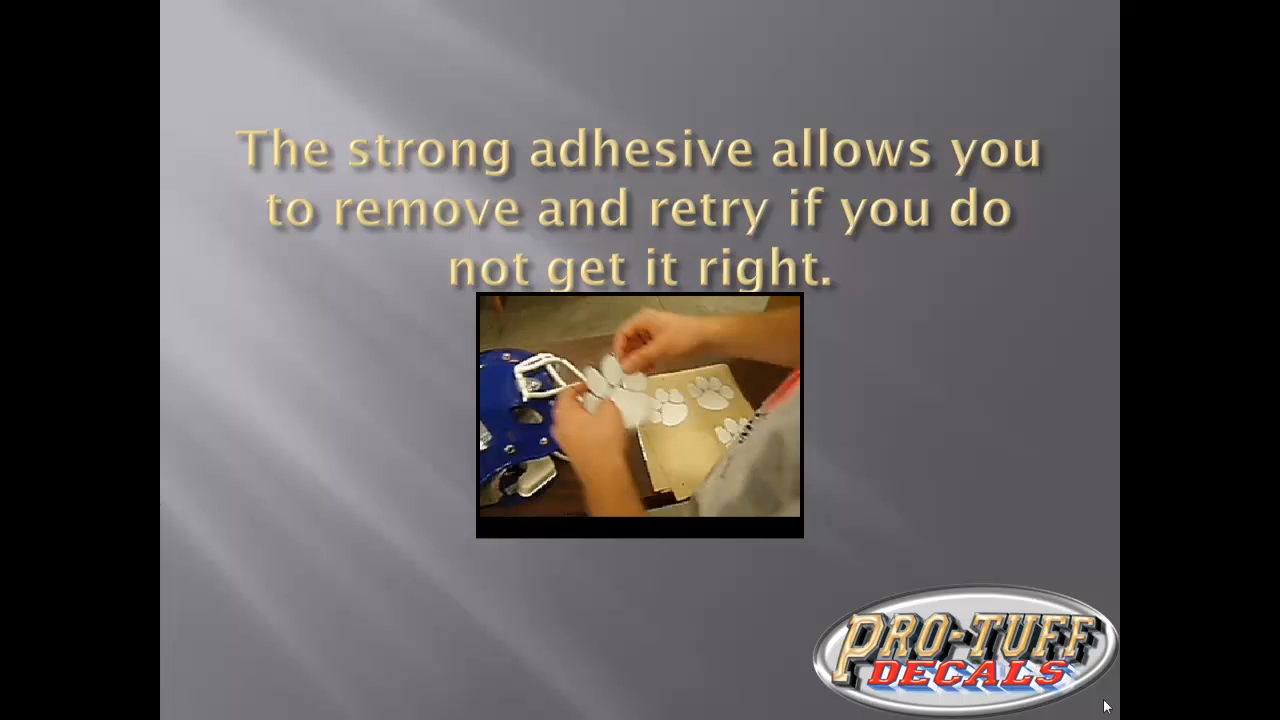 The strong adhesive allows you
to remove and retry if you do
not get it right.
PRO-TUFF
DECALS